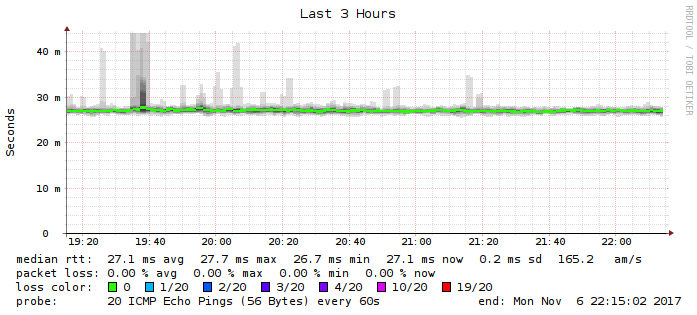 Last 3 Hours
RRDTOOL / TOBI OETIKER
Seconds
40 m
30 m
20 m
10 m
0
19:20 19:40 20:00 20:20 20:40 21:00 21:20 21:40 22:00
median rtt: 27.1 ms avg 27.7 ms max 26.7 ms min 27.1 ms now 0.2 ms sd 165.2 am/s
packet loss: 0.00 % avg 0.00 % max 0.00 % min 0.00 % now
loss color: 0 1/20 2/20 3/20 4/20 10/20 19/20
probe: 20 ICMP Echo Pings (56 Bytes) every 60s end: Mon Nov 6 22:15:02 2017